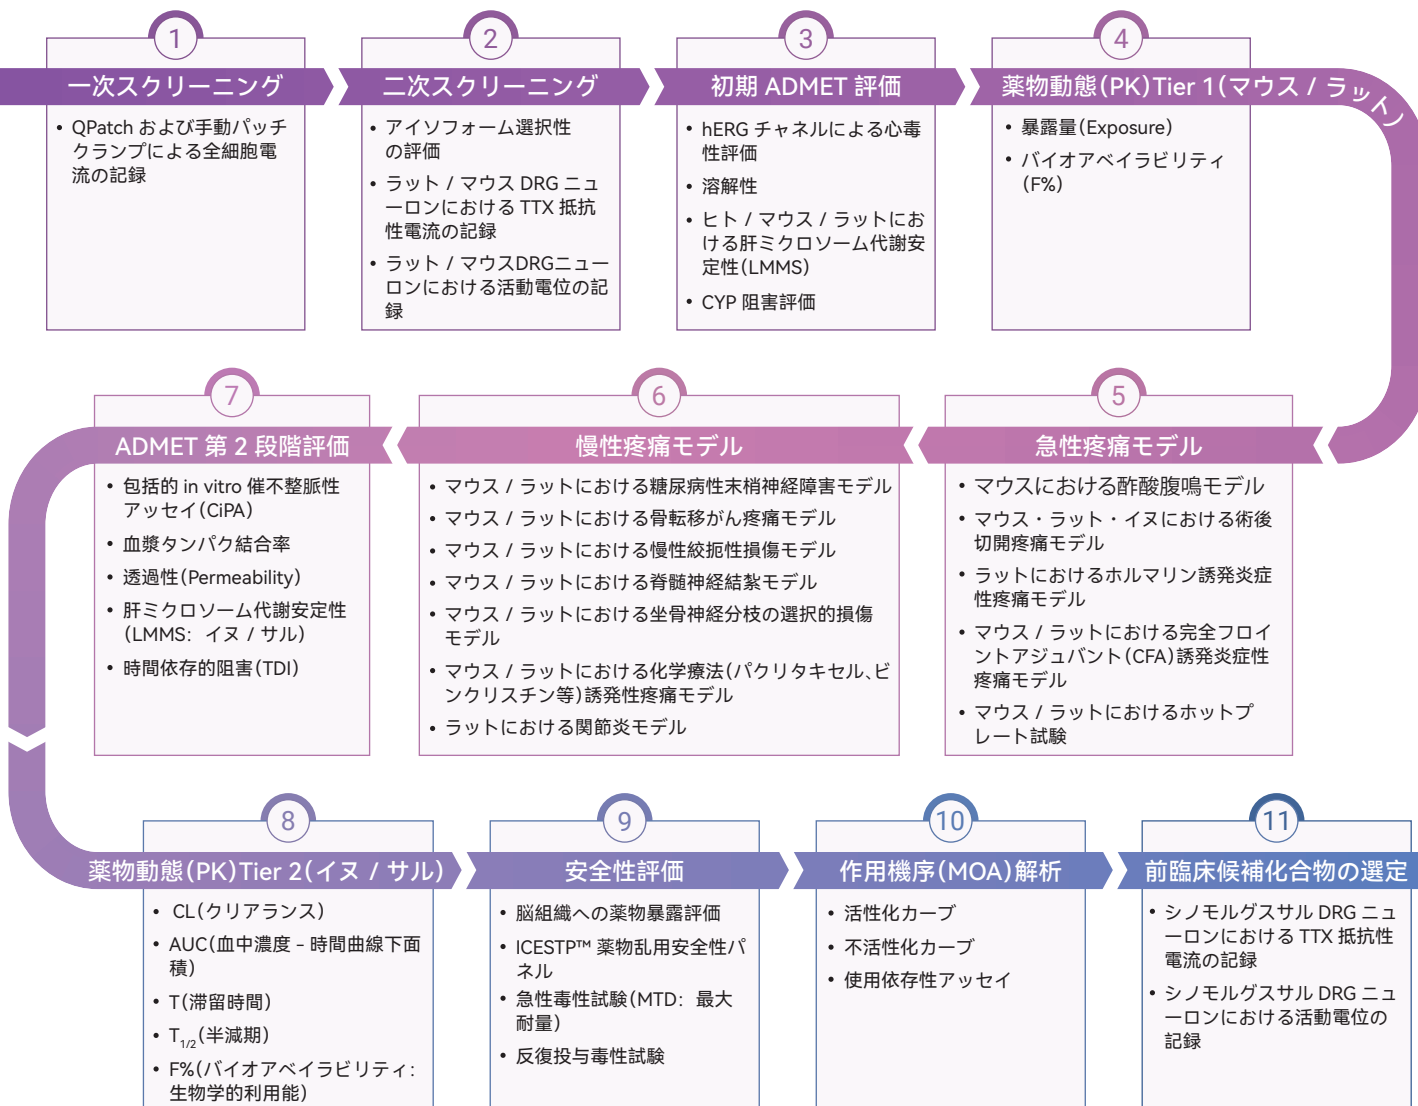 1
一次スクリーニング
• QPatch および手動パッチ
クランプによる全細胞電
流の記録
2
二次スクリーニング
• アイソフォーム選択性
の評価
• ラット / マウス DRG ニュ
ーロンにおける TTX 抵抗
性電流の記録
• ラット / マウスDRGニュー
ロンにおける活動電位の記
録
3
初期 ADMET 評価
• hERG チャネルによる心毒
性評価
• 溶解性
• ヒト / マウス / ラットにお
ける肝ミクロソーム代謝安
定性(LMMS)
• CYP 阻害評価
4
薬物動態(PK)Tier 1(マウス / ラット)
• 暴露量(Exposure)
• バイオアベイラビリティ
(F%)
5
急性疼痛モデル
• マウスにおける酢酸腹鳴モデル
• マウス・ラット・イヌにおける術後
切開疼痛モデル
• ラットにおけるホルマリン誘発炎症
性疼痛モデル
• マウス / ラットにおける完全フロイ
ントアジュバント(CFA)誘発炎症性
疼痛モデル
• マウス / ラットにおけるホットプ
レート試験
6
慢性疼痛モデル
• マウス / ラットにおける糖尿病性末梢神経障害モデル
• マウス / ラットにおける骨転移がん疼痛モデル
• マウス / ラットにおける慢性絞扼性損傷モデル
• マウス / ラットにおける脊髄神経結紮モデル
• マウス / ラットにおける坐骨神経分枝の選択的損傷
モデル
• マウス / ラットにおける化学療法(パクリタキセル、ビ
ンクリスチン等)誘発性疼痛モデル
• ラットにおける関節炎モデル
7
ADMET 第 2 段階評価
• 包括的 in vitro 催不整脈性
アッセイ(CiPA)
• 血漿タンパク結合率
• 透過性(Permeability)
• 肝ミクロソーム代謝安定性
(LMMS: イヌ / サル)
• 時間依存的阻害(TDI)
8
薬物動態(PK)Tier 2(イヌ / サル)
• CL(クリアランス)
• AUC(血中濃度 – 時間曲線下面
積)
• T(滞留時間)
• T1/2(半減期)
• F%(バイオアベイラビリティ:
生物学的利用能)
9
安全性評価
• 脳組織への薬物暴露評価
• ICESTP™ 薬物乱用安全性パ
ネル
• 急性毒性試験(MTD: 最大
耐量)
• 反復投与毒性試験
10
作用機序(MOA)解析
• 活性化カーブ
• 不活性化カーブ
• 使用依存性アッセイ
11
前臨床候補化合物の選定
• シノモルグスサル DRG ニュ
ーロンにおける TTX 抵抗性
電流の記録
• シノモルグスサル DRG ニュ
ーロンにおける活動電位の
記録